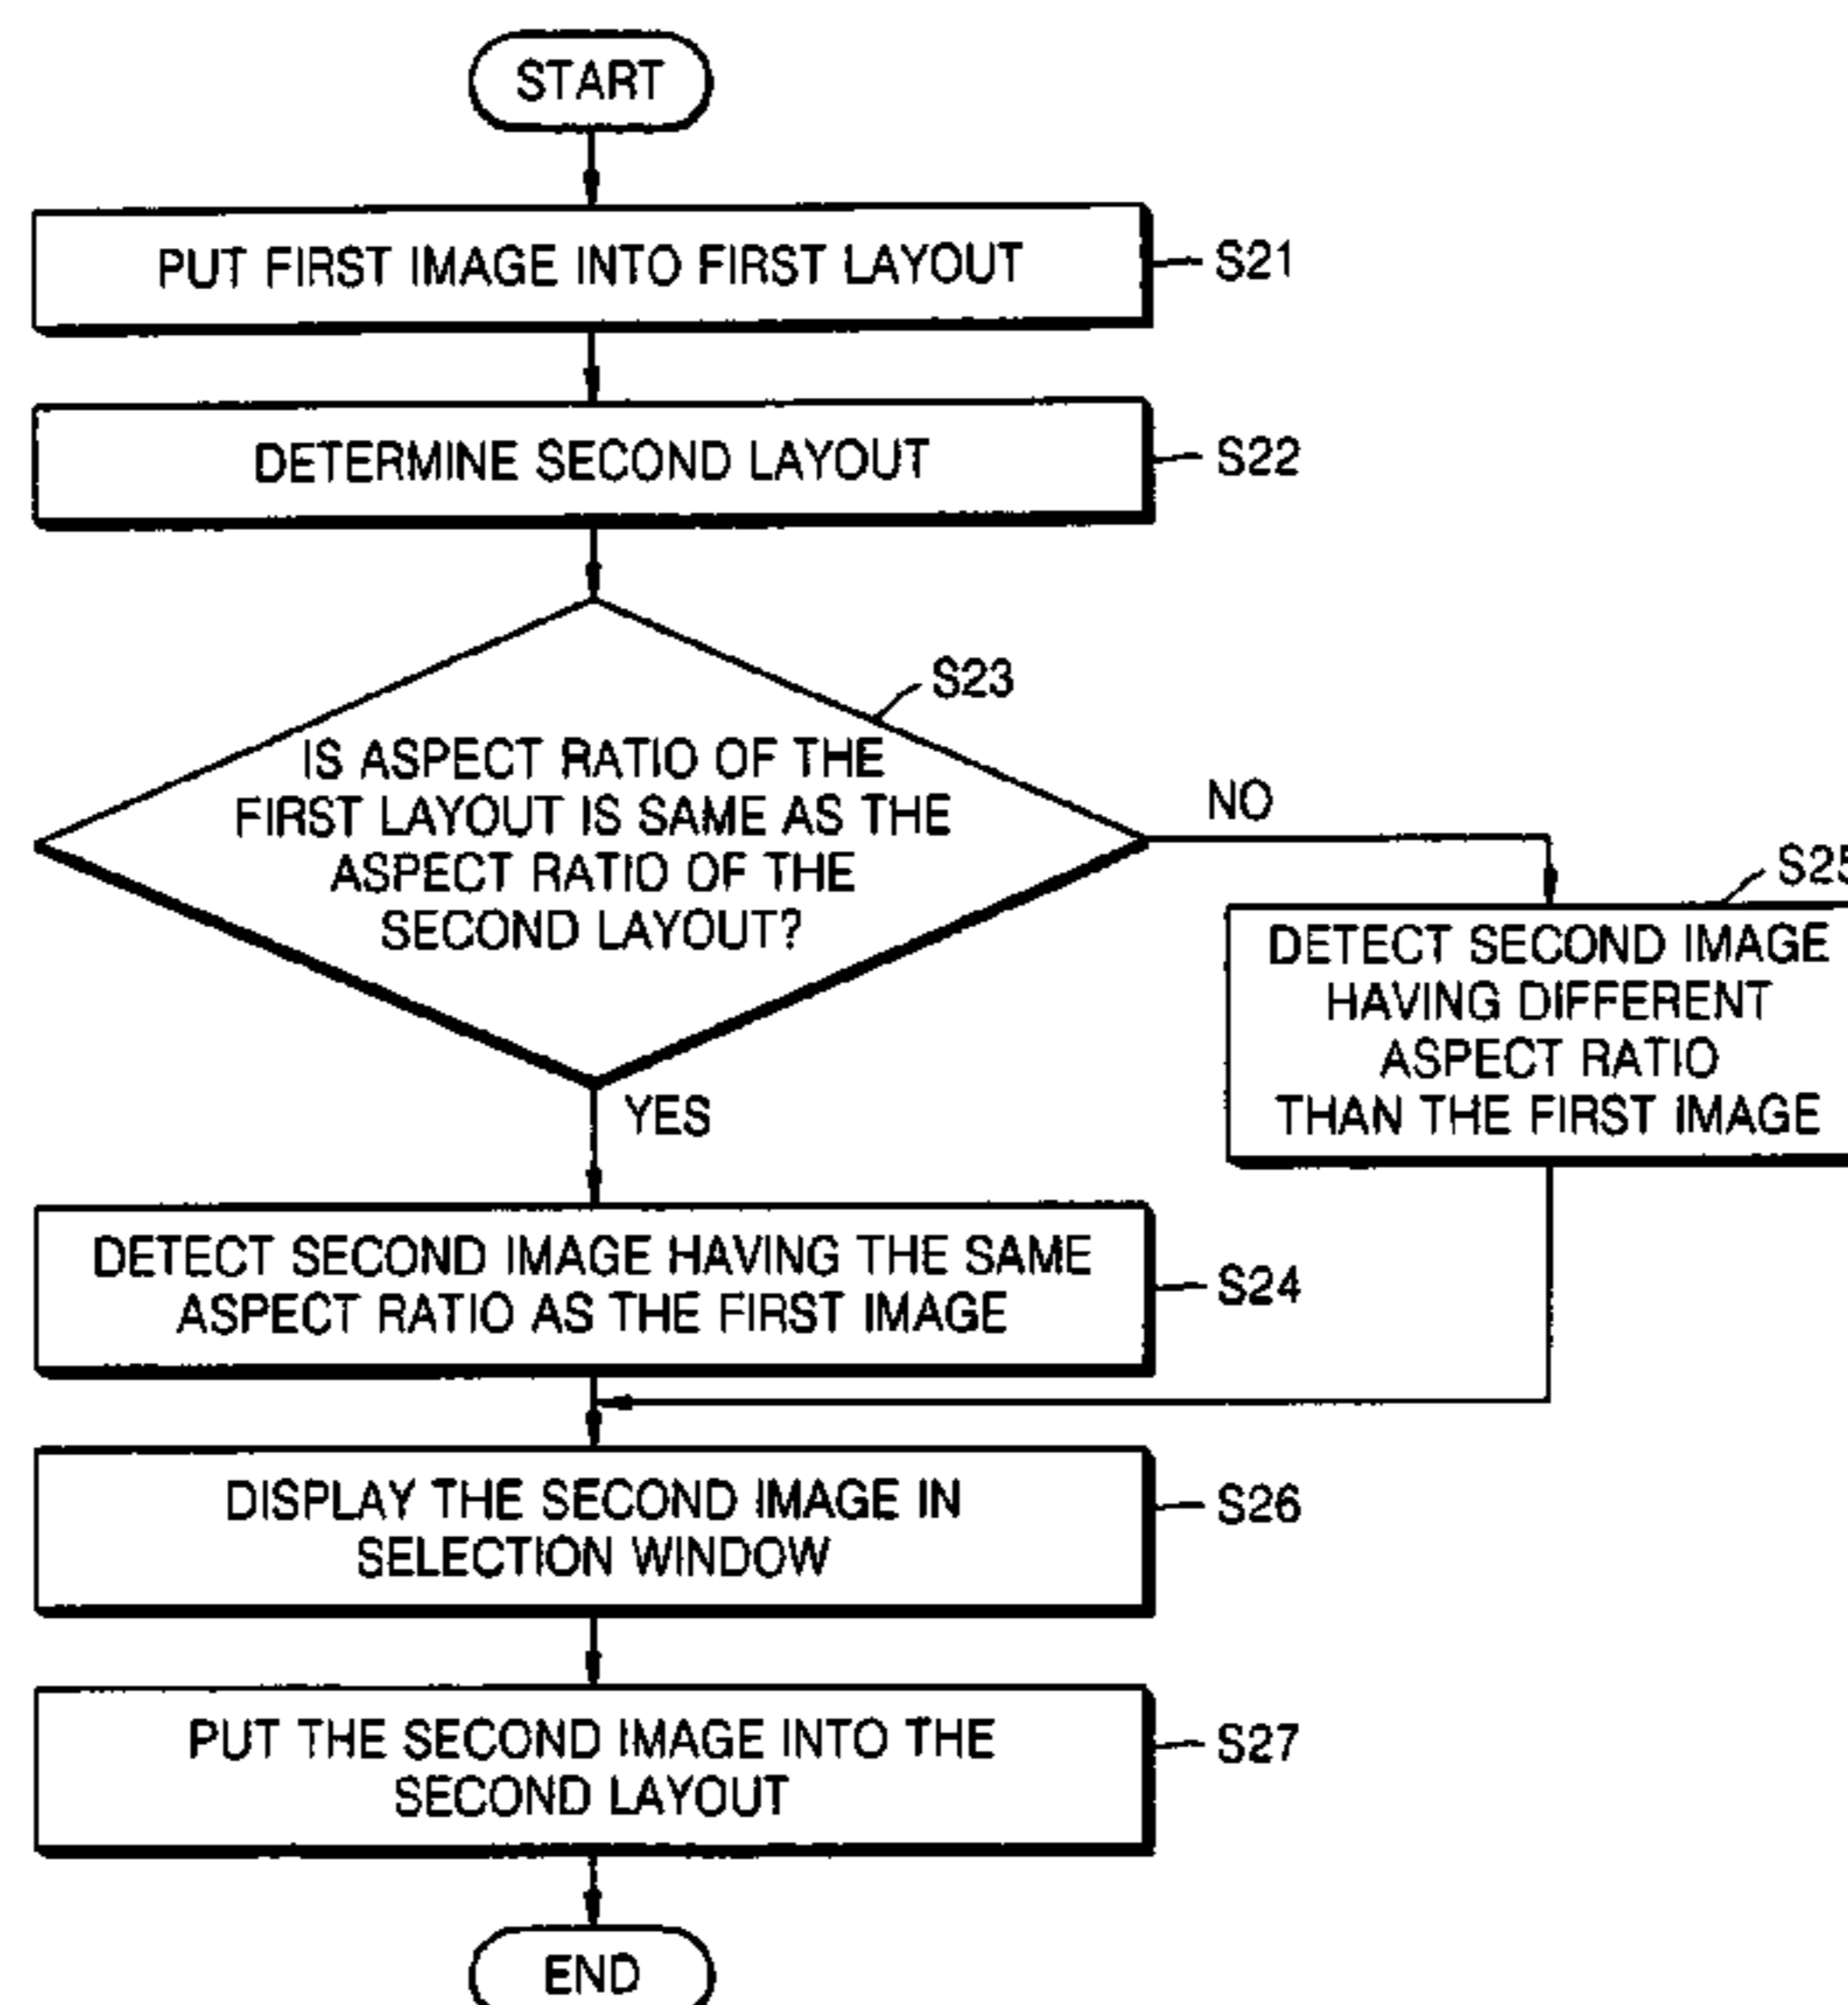 START
PUT FIRST IMAGE INTO FIRST LAYOUT
S21
DETERMINE SECOND LAYOUT
S22
S23
IS ASPECT RATIO OF THE
FIRST LAYOUT IS SAME AS THE
ASPECT RATIO OF THE
SECOND LAYOUT?
NO
S25
DETECT SECOND IMAGE
HAVING DIFFERENT
ASPECT RATIO
THAN THE FIRST IMAGE
YES
DETECT SECOND IMAGE HAVING THE SAME
ASPECT RATIO AS THE FIRST IMAGE
S24
DISPLAY THE SECOND IMAGE IN
SELECTION WINDOW
S26
PUT THE SECOND IMAGE INTO THE
SECOND LAYOUT
S27
END